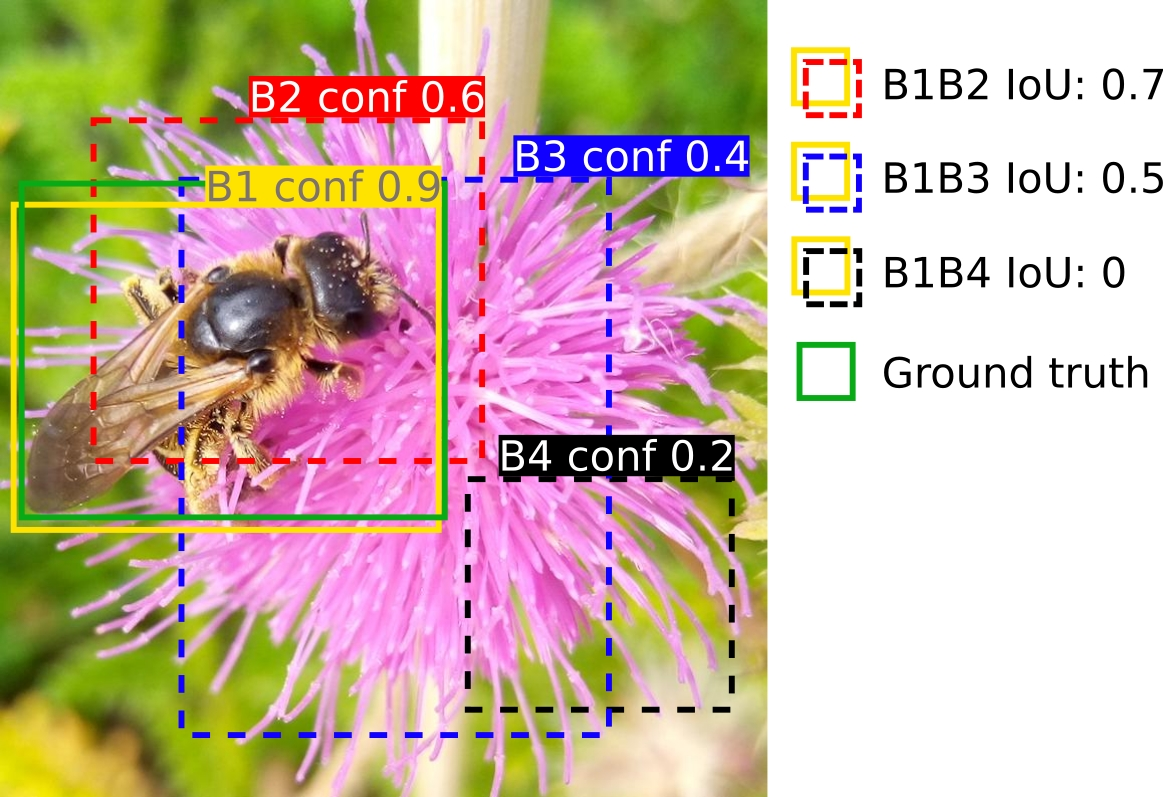 B2 conf 0.6
B3 conf 0.4
B1 conf 0.9
B4 conf 0.2
B1B2 IoU: 0.7
B1B3 IoU: 0.5
B1B4 IoU: 0
Ground truth